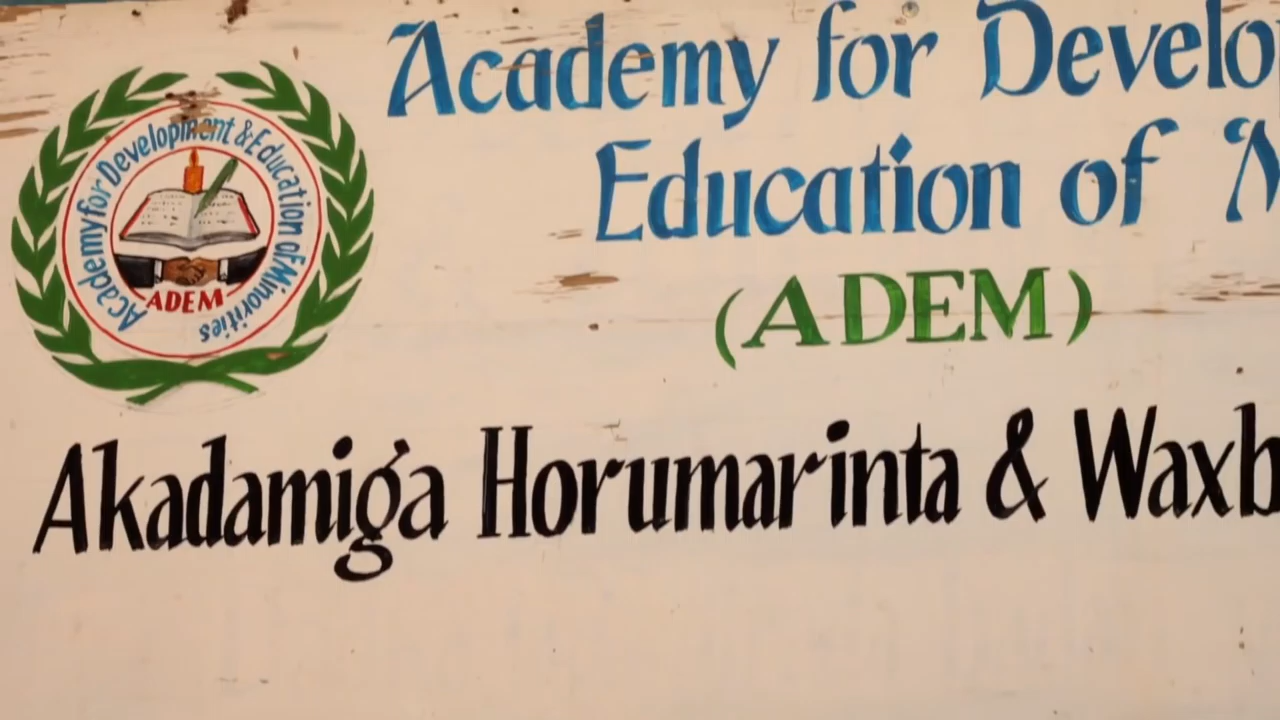 Academy for Development & Education of Minorities
ADEM
Academy for Develo
Education of
(ADEM)
Akadamiga Horumarinta & Waxb